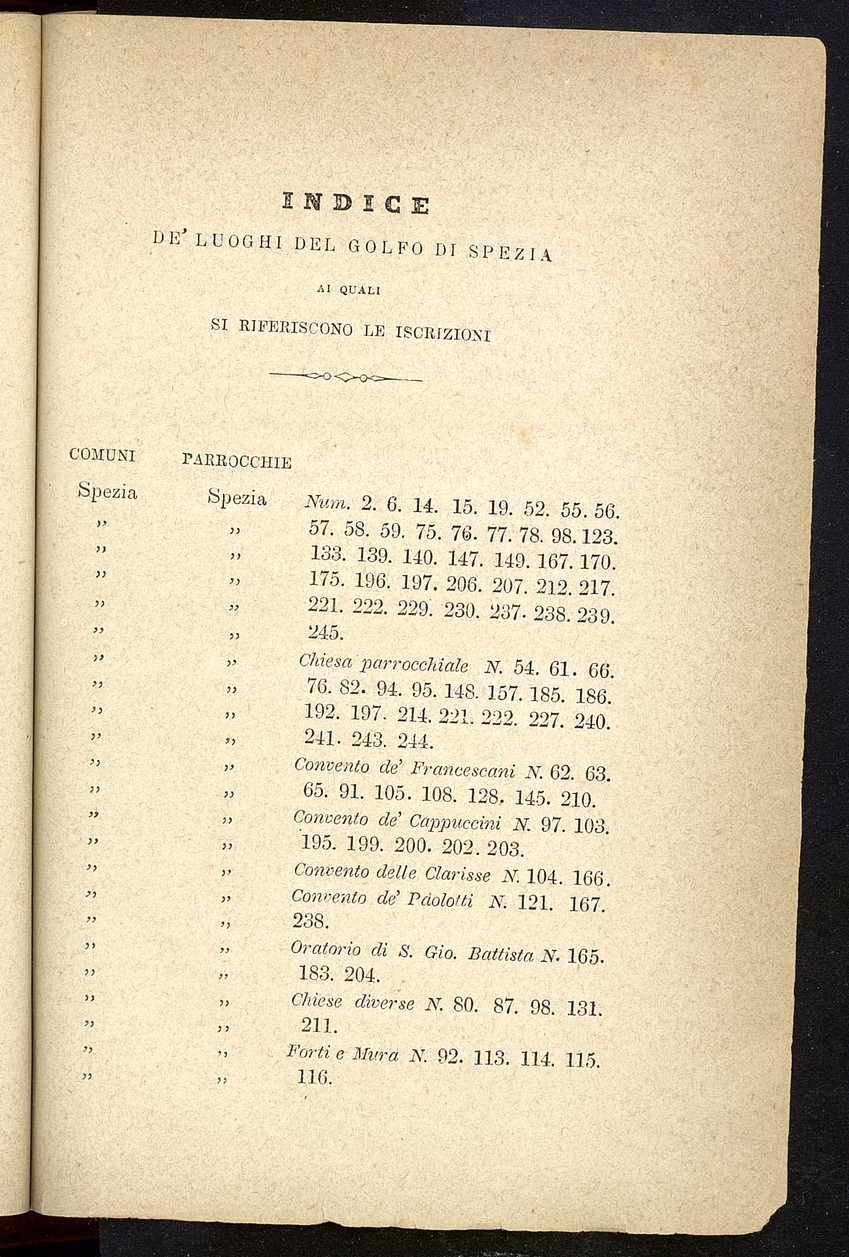 INDICE
DE' LUOGHI DEL GOLFO DI SPEZIA
AI QUALI
SI RIFERISCONO LE ISCRIZIONI
COMUNI PARROCCHIE
Spezia Spezia Num. 2. 6. 14. 15. 19. 52. 55. 56.
„ „ 57. 58. 59. 75. 76. 77. 78. 98. 123.
„ „ 133. 139. 140. 147. 149. 167. 170.
„ „ 175. 196. 197. 206. 207. 212. 217.
„ „ 221. 222. 229. 230. 237. 238. 239.
„ „ 245.
„ „ Chiesa parrocchiale N. 54. 61. 66.
„ „ 76. 82. 94. 95. 148. 157. 185. 186.
„ „ 192. 197. 214. 221. 222. 227. 240.
„ „ 241. 243. 244.
„ „ Convento de' Francescani N. 62. 63.
„ „ 65. 91. 105. 108. 128. 145. 210.
„ „ Convento de' Cappuccini N. 97. 103.
„ „ 195. 199. 200. 202. 203.
„ „ Convento delle Clarisse N. 104. 166.
„ „ Convento de' Paolotti N. 121. 167.
„ „ 238.
„ „ Oratorio di S. Gio. Battista N. 165.
„ „ 183. 204.
„ „ Chiese diverse N. 80. 87. 98. 131.
„ „ 211.
„ „ Forti e Mura N. 92. 113. 114. 115.
„ „ 116.